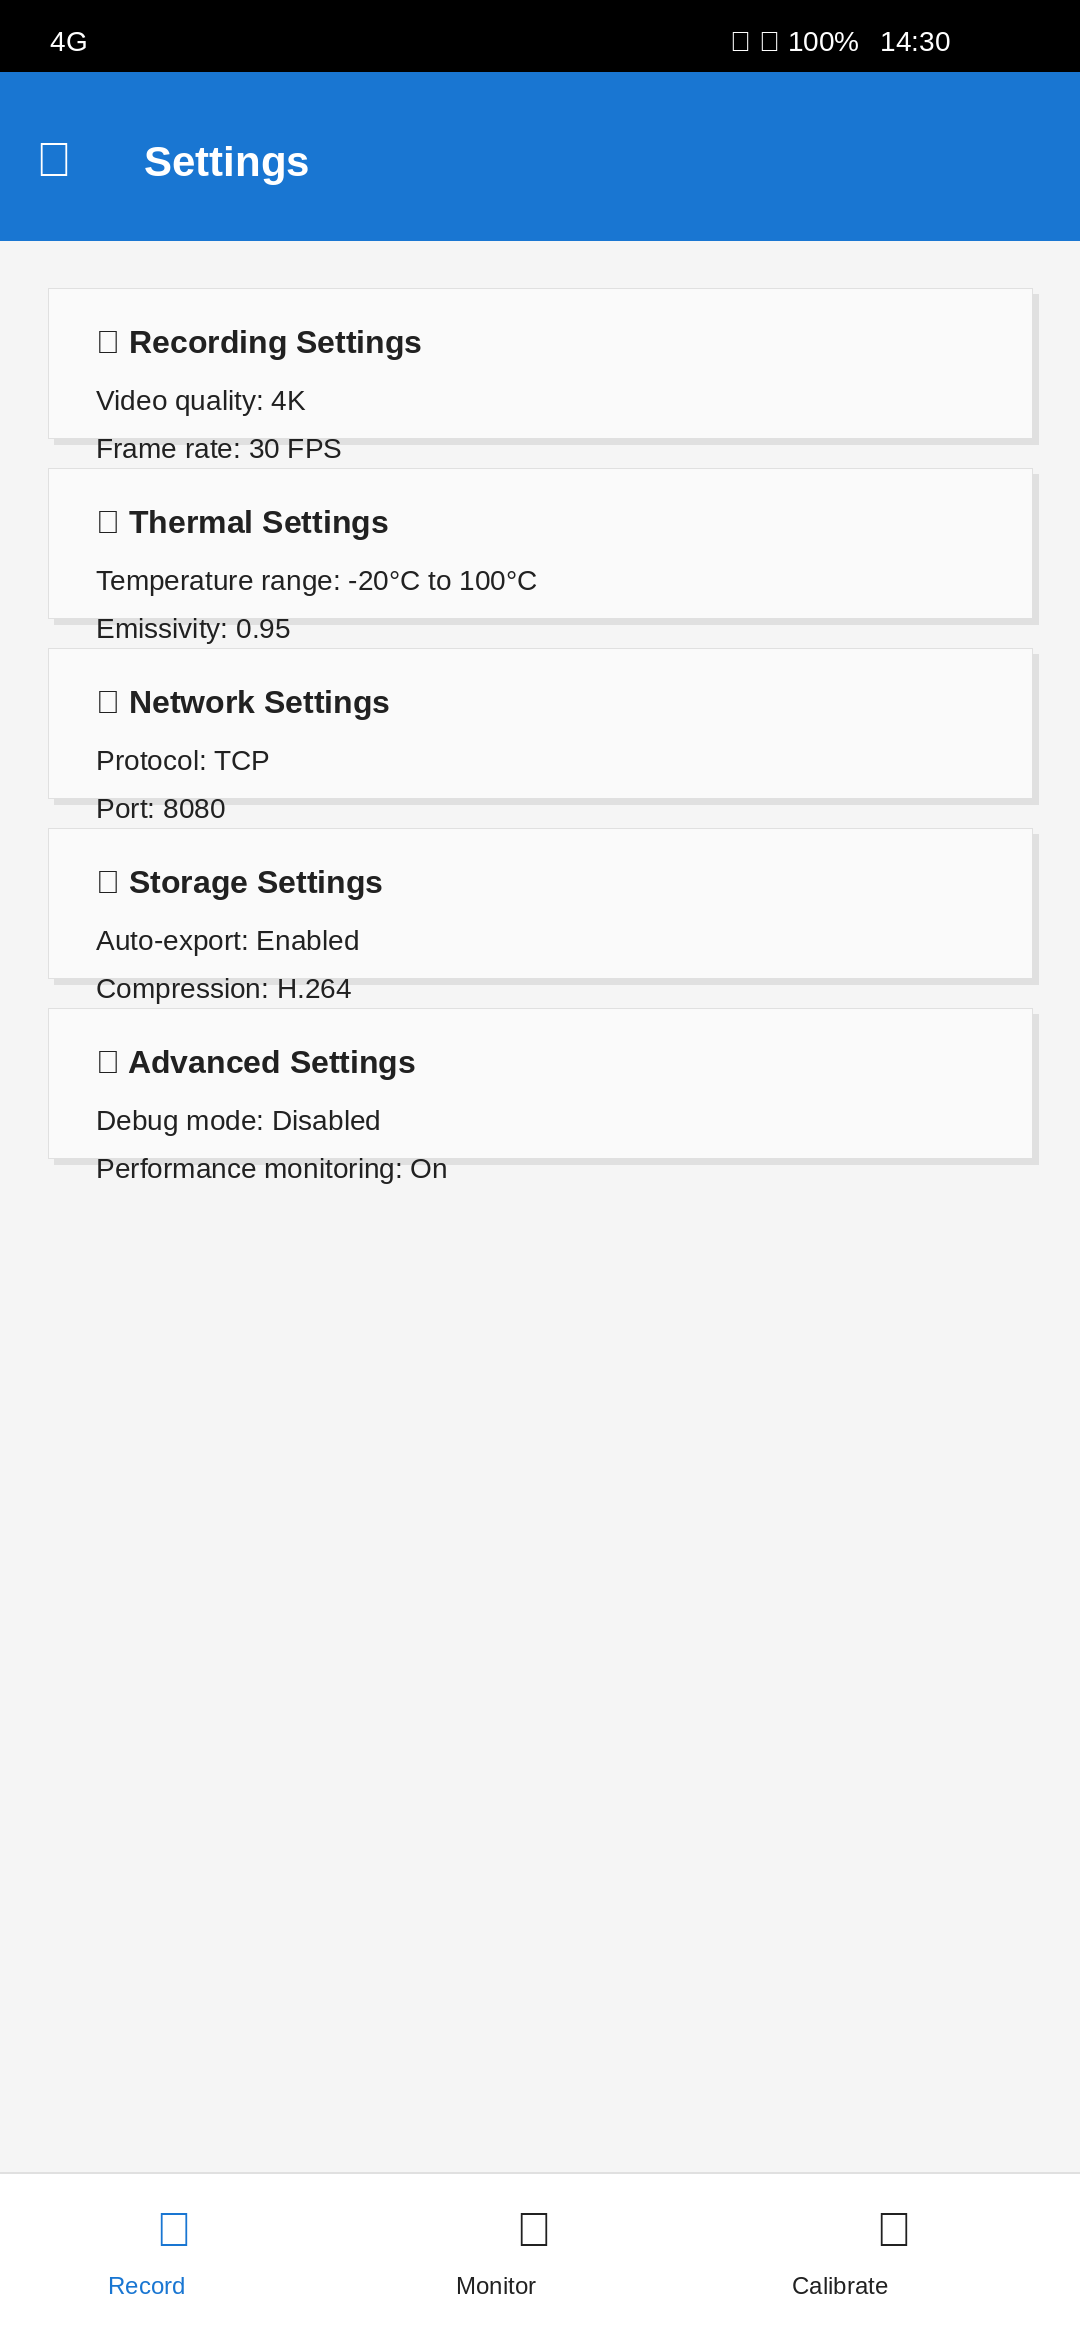 4G 100% 14:30
Settings
Recording Settings
Video quality: 4K
Frame rate: 30 FPS
Thermal Settings
Temperature range: -20°C to 100°C
Emissivity: 0.95
Network Settings
Protocol: TCP
Port: 8080
Storage Settings
Auto-export: Enabled
Compression: H.264
Advanced Settings
Debug mode: Disabled
Performance monitoring: On
Record Monitor Calibrate